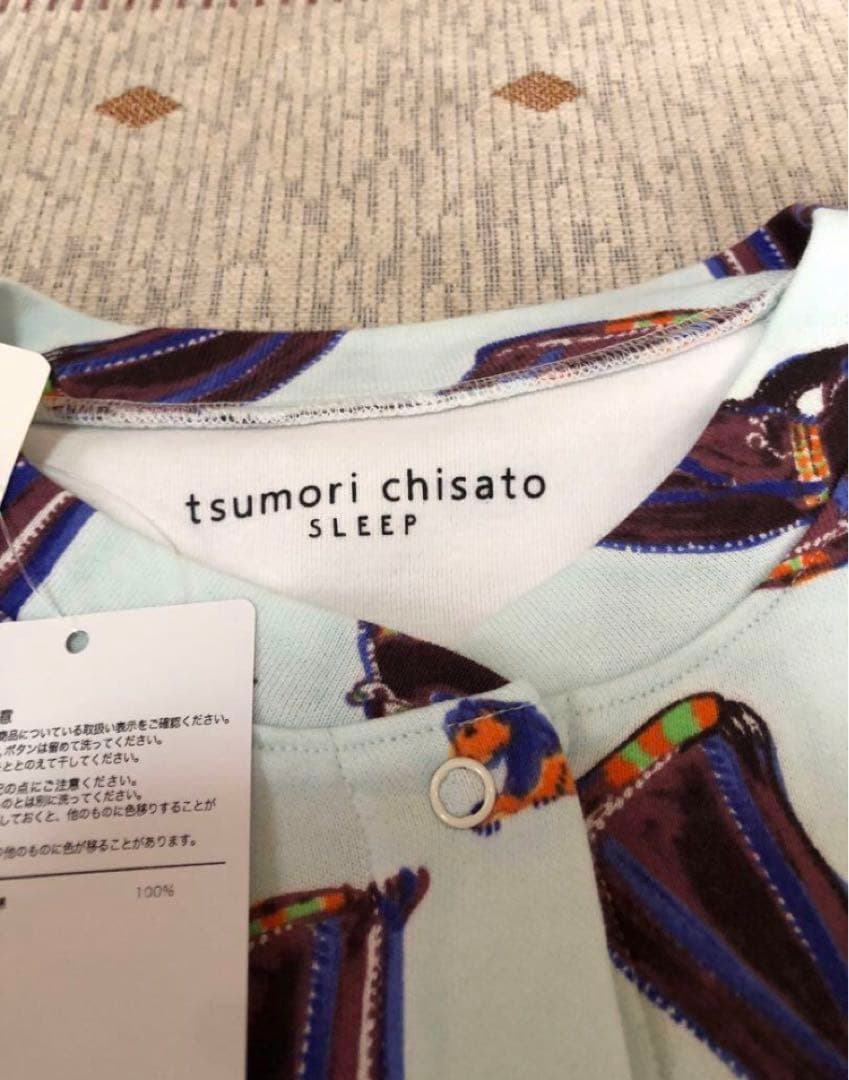 tsumori chisato
SLEEP
意
商品についている取扱い表示をご確認ください。
ボタンは留めて洗ってください。
ととのえて干してください。
の点にご注意ください。
のとは別に洗ってください。
しておくと、他のものに色移りすることが
他のものに色が移ることがあります。
100%